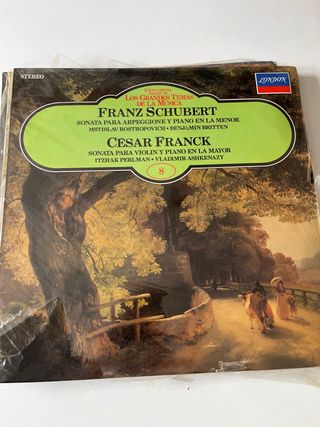 STEREO
LONDON
LOS GRANDES TEMAS
DE LA MÚSICA
FRANZ SCHUBERT
SONATA PARA ARPEGGIONE Y PIANO EN LA MENOR
MSTISLAV ROSTROPOVICH • BENJAMIN BRITTEN
CÉSAR FRANCK
SONATA PARA VIOLIN Y PIANO EN LA MAYOR
ITZHAK PERLMAN • VLADIMIR ASHKENAZY
8